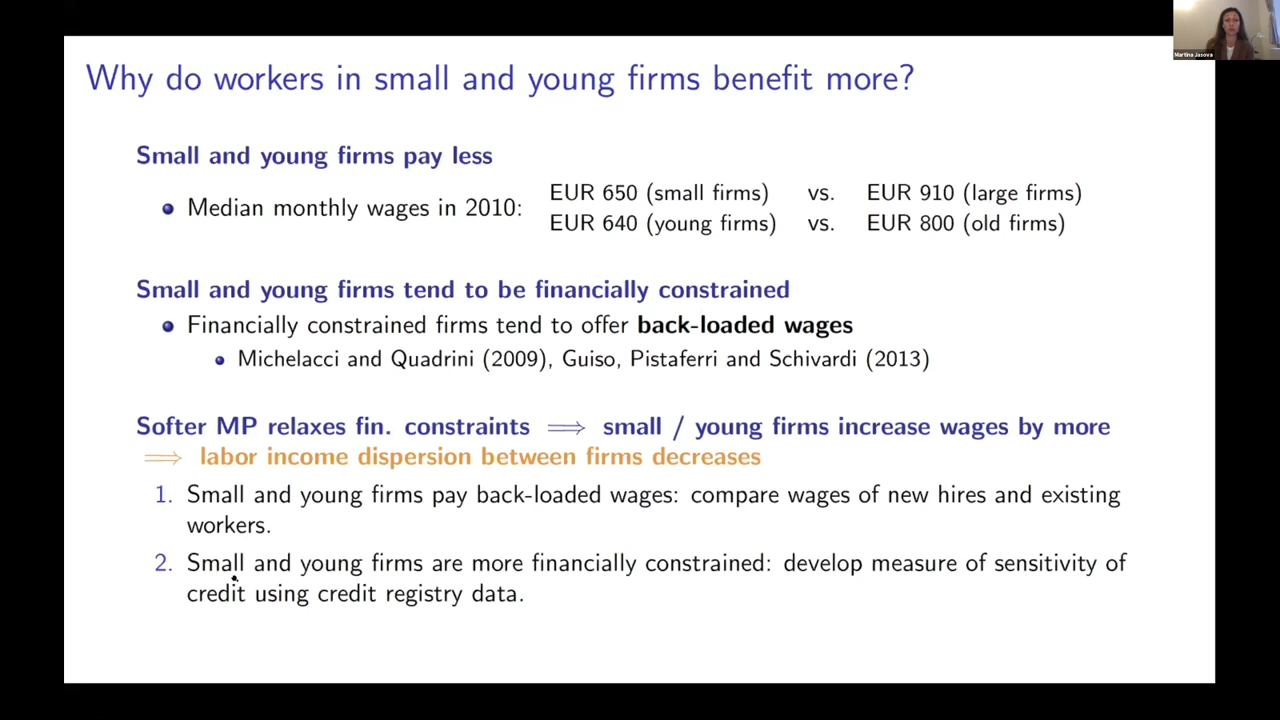 Martina Jasova
Why do workers in small and young firms benefit more?
Small and young firms pay less
Median monthly wages in 2010:
EUR 650 (small firms) vs. EUR 910 (large firms)
EUR 640 (young firms) vs. EUR 800 (old firms)
Small and young firms tend to be financially constrained
Financially constrained firms tend to offer back-loaded wages
Michelacci and Quadrini (2009), Guiso, Pistaferri and Schivardi (2013)
Softer MP relaxes fin. constraints ⟹ small / young firms increase wages by more
⟹ labor income dispersion between firms decreases
1. Small and young firms pay back-loaded wages: compare wages of new hires and existing
workers.
2. Small and young firms are more financially constrained: develop measure of sensitivity of
credit using credit registry data.